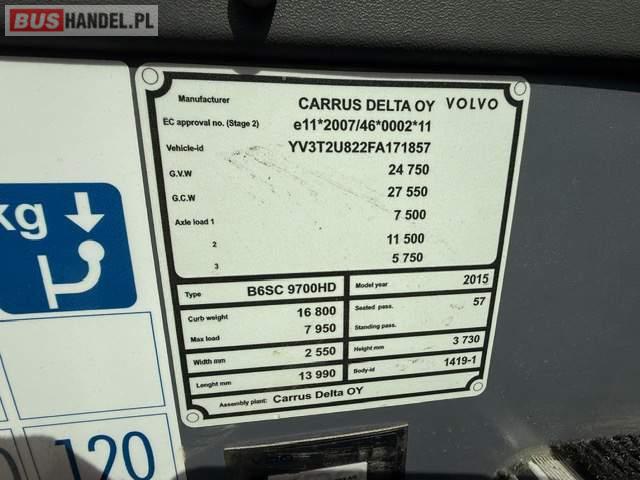 BUSHANDEL.PL
Manufacturer CARRUS DELTA OY VOLVO
EC approval no. (Stage 2) e11*2007/46*0002*11
Vehicle-id YV3T2U822FA171857
G.V.W 24 750
G.C.W 27 550
Axle load 1 7 500
2 11 500
3 5 750
Type B6SC 9700HD Model year 2015
Curb weight 16 800 Seated pass. 57
Max load 7 950 Standing pass.
Width mm 2 550 Height mm 3 730
Lenght mm 13 990 Body-id 1419-1
Assembly plant: Carrus Delta OY
kg
120